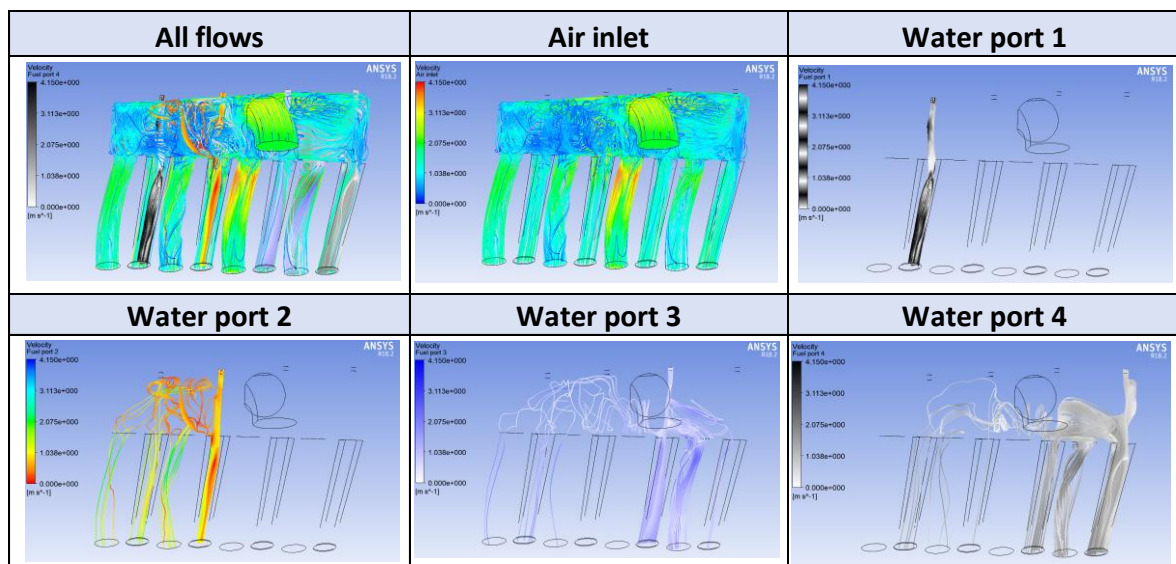 All flows
Air inlet
Water port 1
Velocity
Fuel port 4
4.150e+000
3.113e+000
2.075e+000
1.038e+000
0.000e+000
[m s^-1]
ANSYS
R18.2
Velocity
Air inlet
4.150e+000
3.113e+000
2.075e+000
1.038e+000
0.000e+000
[m s^-1]
ANSYS
R18.2
Velocity
Fuel port 1
4.150e+000
3.113e+000
2.075e+000
1.038e+000
0.000e+000
[m s^-1]
ANSYS
R18.2
Water port 2
Water port 3
Water port 4
Velocity
Fuel port 2
4.150e+000
3.113e+000
2.075e+000
1.038e+000
0.000e+000
[m s^-1]
ANSYS
R18.2
Velocity
Fuel port 3
4.150e+000
3.113e+000
2.075e+000
1.038e+000
0.000e+000
[m s^-1]
ANSYS
R18.2
Velocity
Fuel port 4
4.150e+000
3.113e+000
2.075e+000
1.038e+000
0.000e+000
[m s^-1]
ANSYS
R18.2